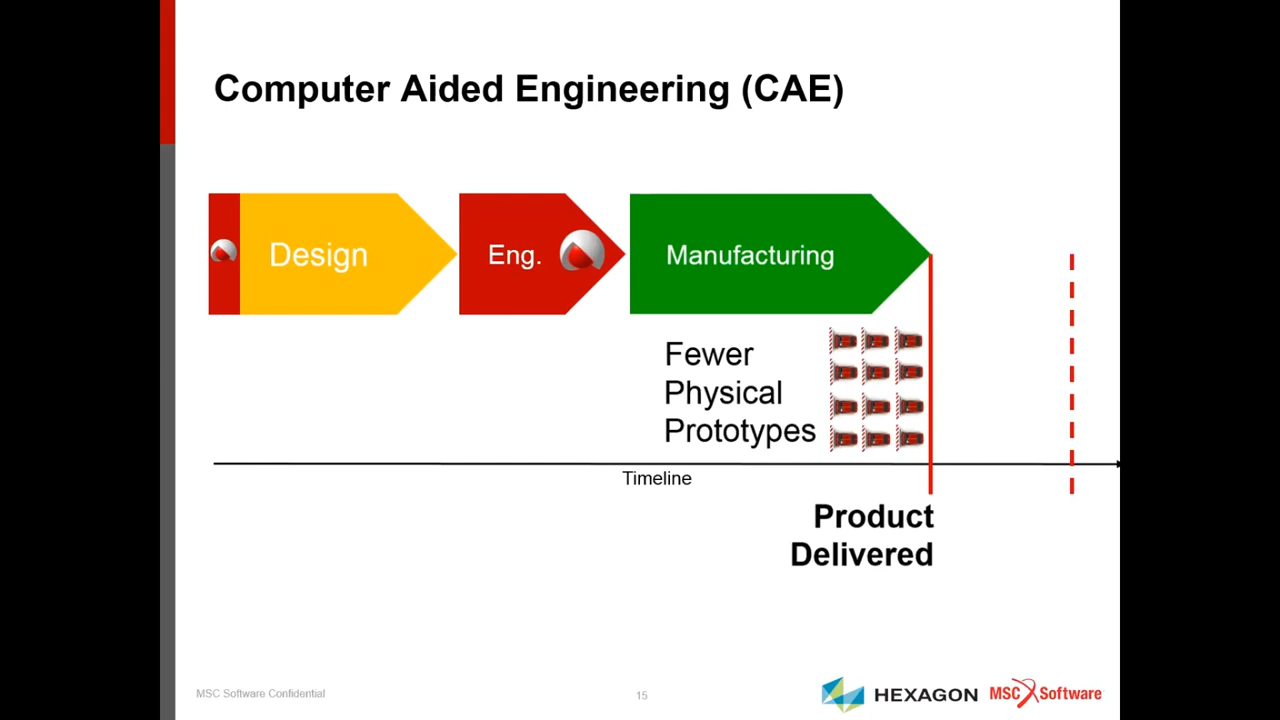 Computer Aided Engineering (CAE)
Design
Eng.
Manufacturing
Fewer
Physical
Prototypes
Timeline
Product
Delivered
MSC Software Confidential
15
HEXAGON
MSC Software